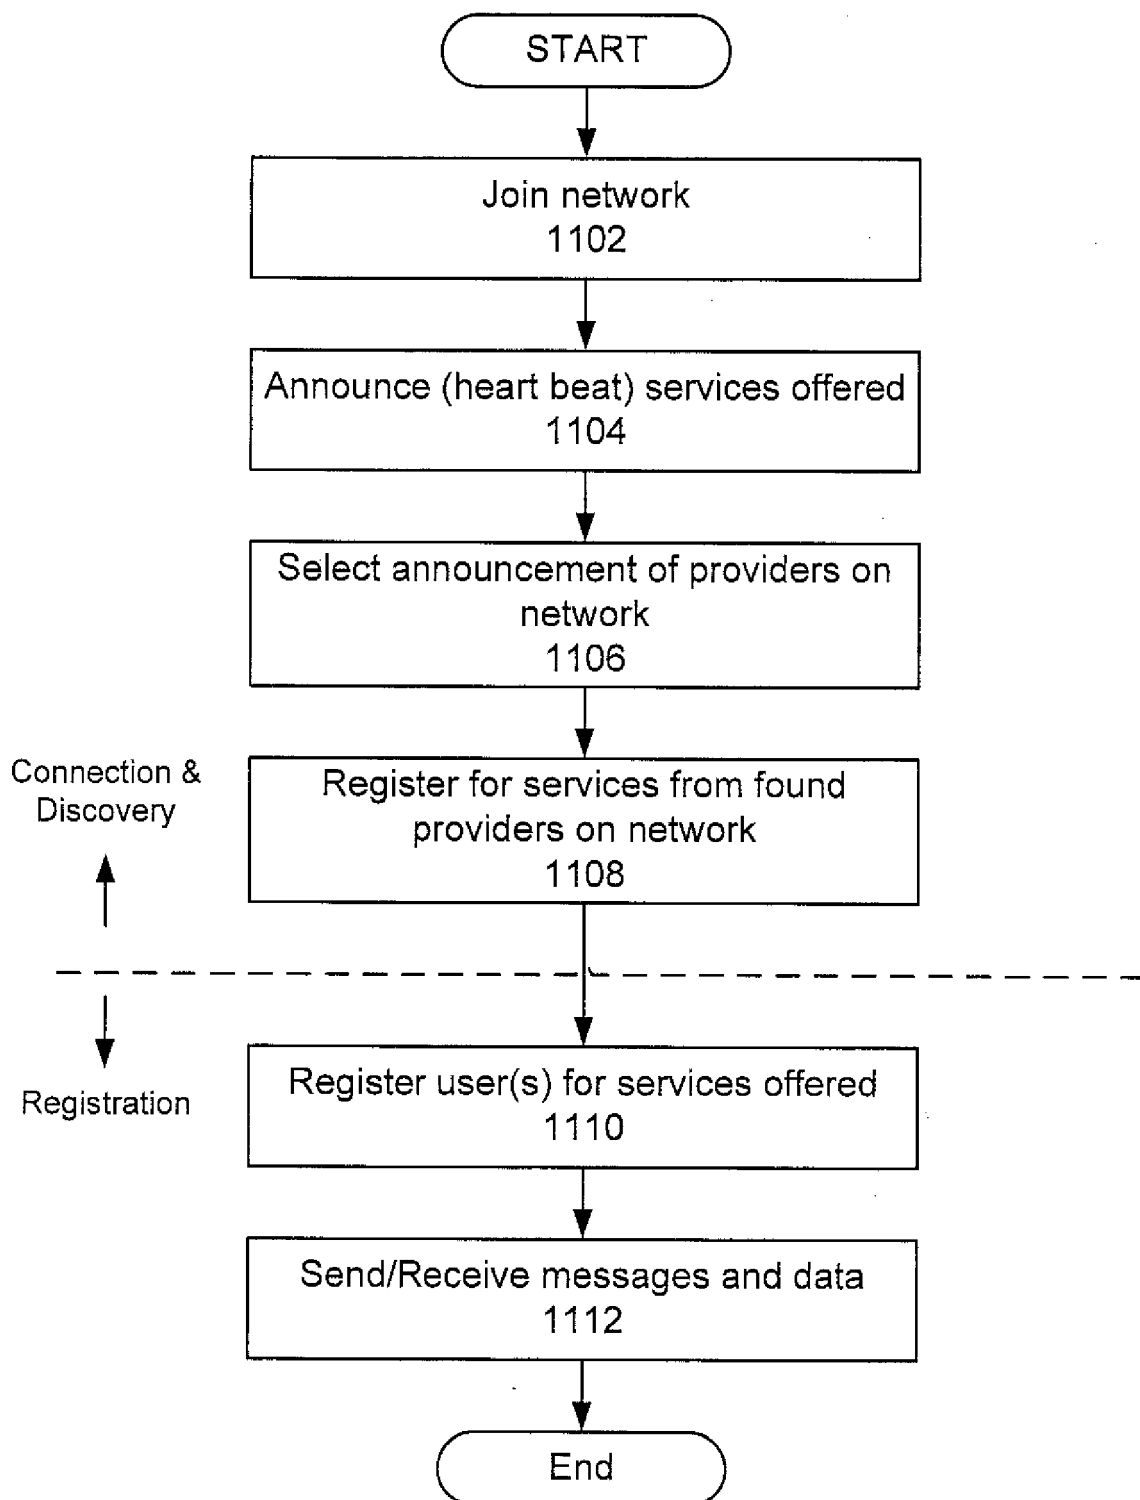 START
Join network
1102
Announce (heart beat) services offered
1104
Select announcement of providers on
network
1106
Connection &
Discovery
Register for services from found
providers on network
1108
Registration
Register user(s) for services offered
1110
Send/Receive messages and data
1112
End